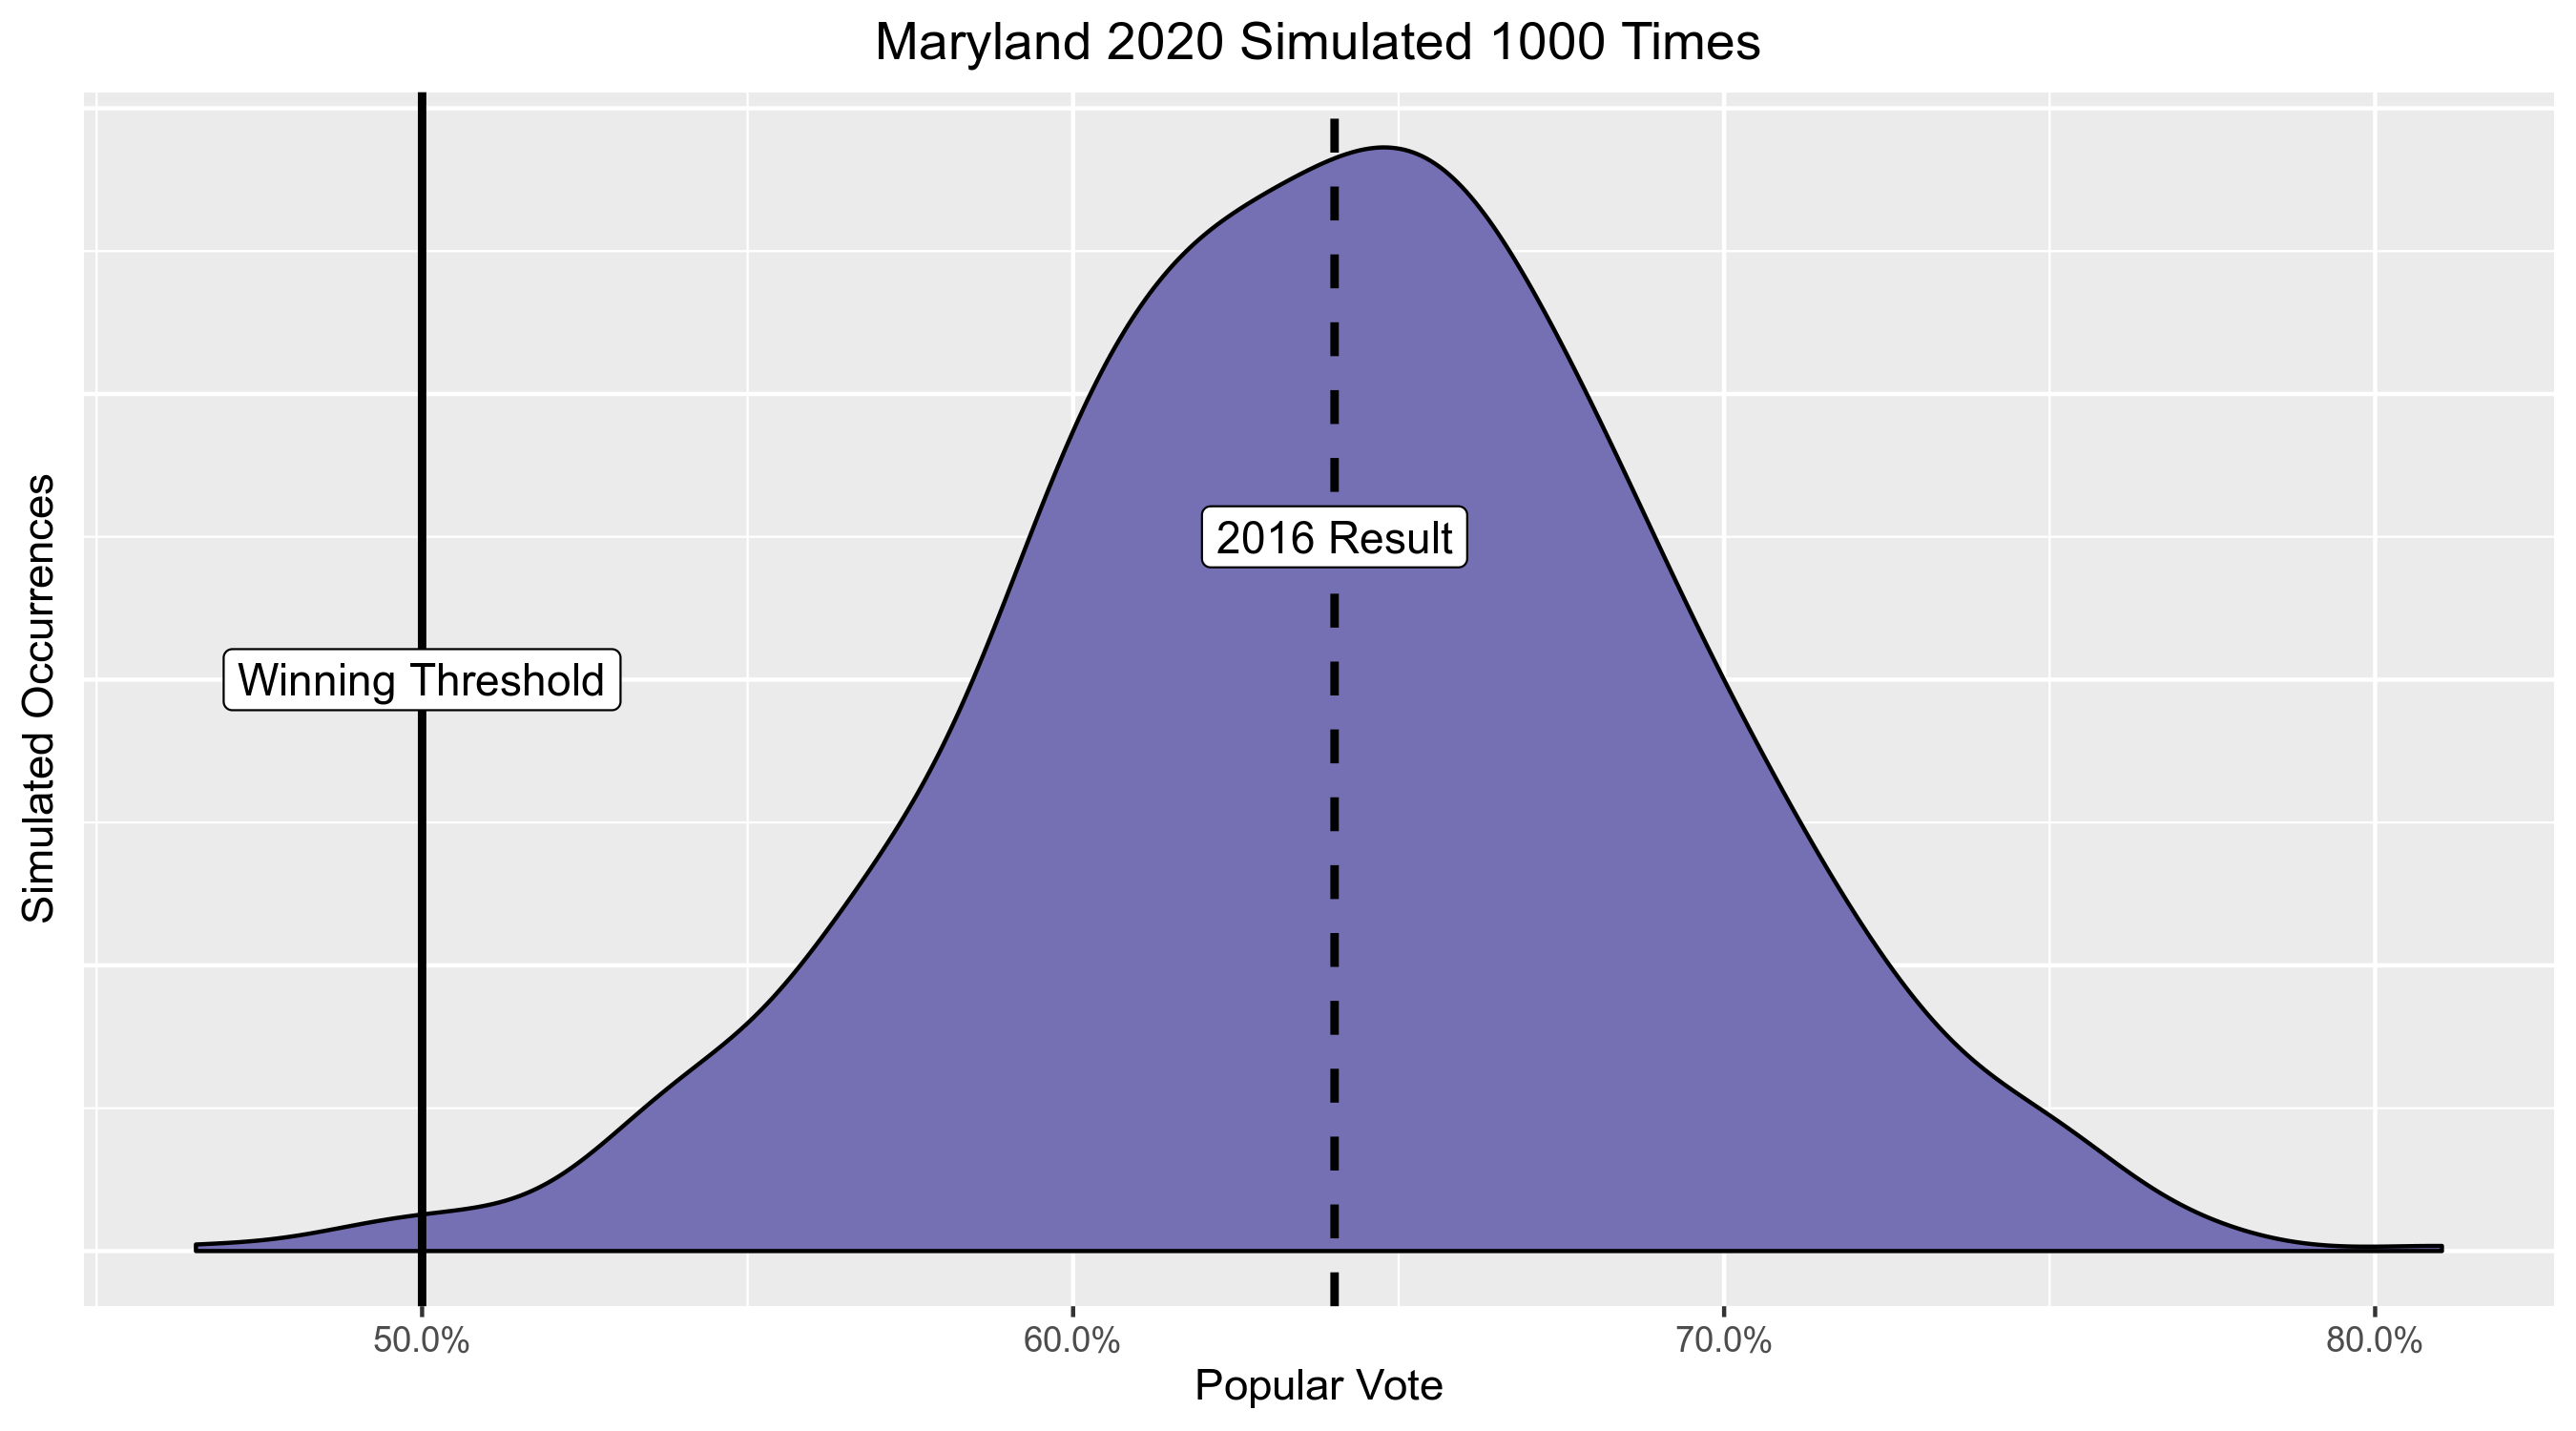 Maryland 2020 Simulated 1000 Times
Simulated Occurrences
2016 Result
Winning Threshold
50.0%
60.0%
70.0%
80.0%
Popular Vote